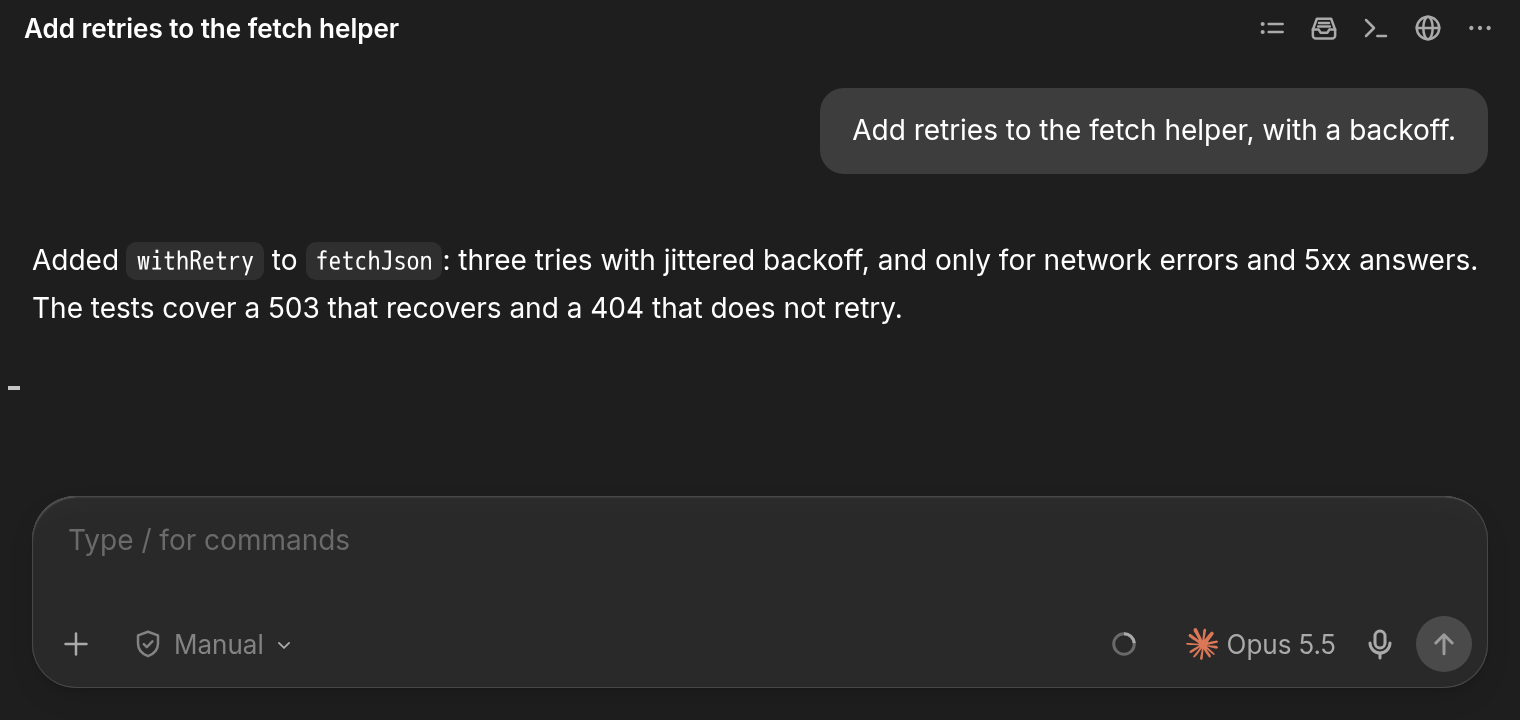 Add retries to the fetch helper
Add retries to the fetch helper, with a backoff.
Added withRetry to fetchJson: three tries with jittered backoff, and only for network errors and 5xx answers.
The tests cover a 503 that recovers and a 404 that does not retry.
Type / for commands
Manual
Opus 5.5